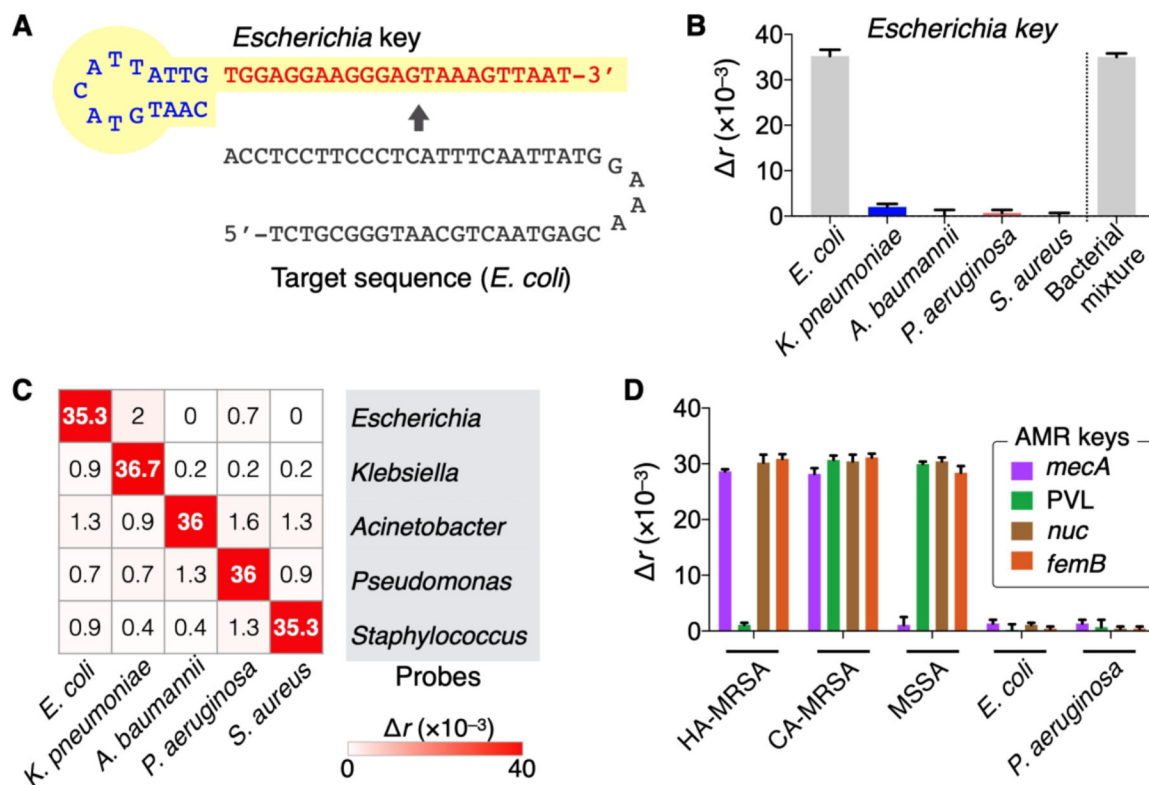 A
Escherichia key
ATTATTG TGGAGGAAGGGAGTAAAGTTAAT-3′
C
ATGTAAC
ACCTCCTTCCCTCATTTCAATTATG
G
A
A
A
5′-TCTGCGGGTAACGTCAATGAGC
Target sequence (E. coli)
B
Escherichia key
Δr (×10⁻³)
40
30
20
10
0
E. coli
K. pneumoniae
A. baumannii
P. aeruginosa
S. aureus
Bacterial
mixture
C
35.3 2 0 0.7 0 Escherichia
0.9 36.7 0.2 0.2 0.2 Klebsiella
1.3 0.9 36 1.6 1.3 Acinetobacter
0.7 0.7 1.3 36 0.9 Pseudomonas
0.9 0.4 0.4 1.3 35.3 Staphylococcus
E. coli
K. pneumoniae
A. baumannii
P. aeruginosa
S. aureus
Probes
Δr (×10⁻³)
0 40
D
Δr (×10⁻³)
40
30
20
10
0
AMR keys
mecA
PVL
nuc
femB
HA-MRSA
CA-MRSA
MSSA
E. coli
P. aeruginosa